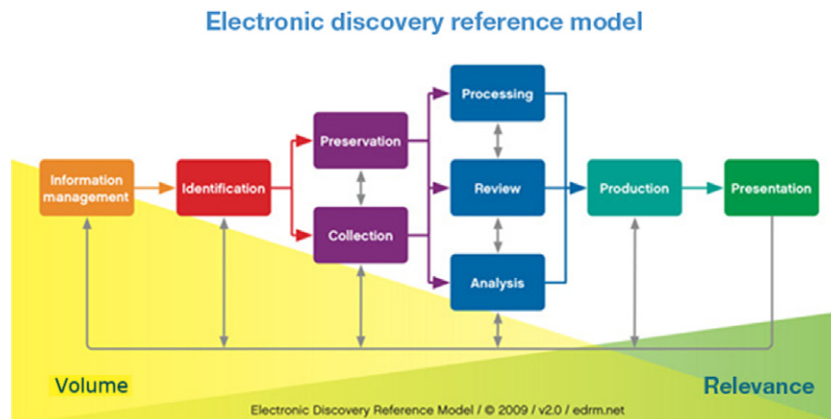 Electronic discovery reference model
Information
management
Identification
Preservation
Collection
Processing
Review
Analysis
Production
Presentation
Volume
Relevance
Electronic Discovery Reference Model / © 2009 / v2.0 / edrm.net